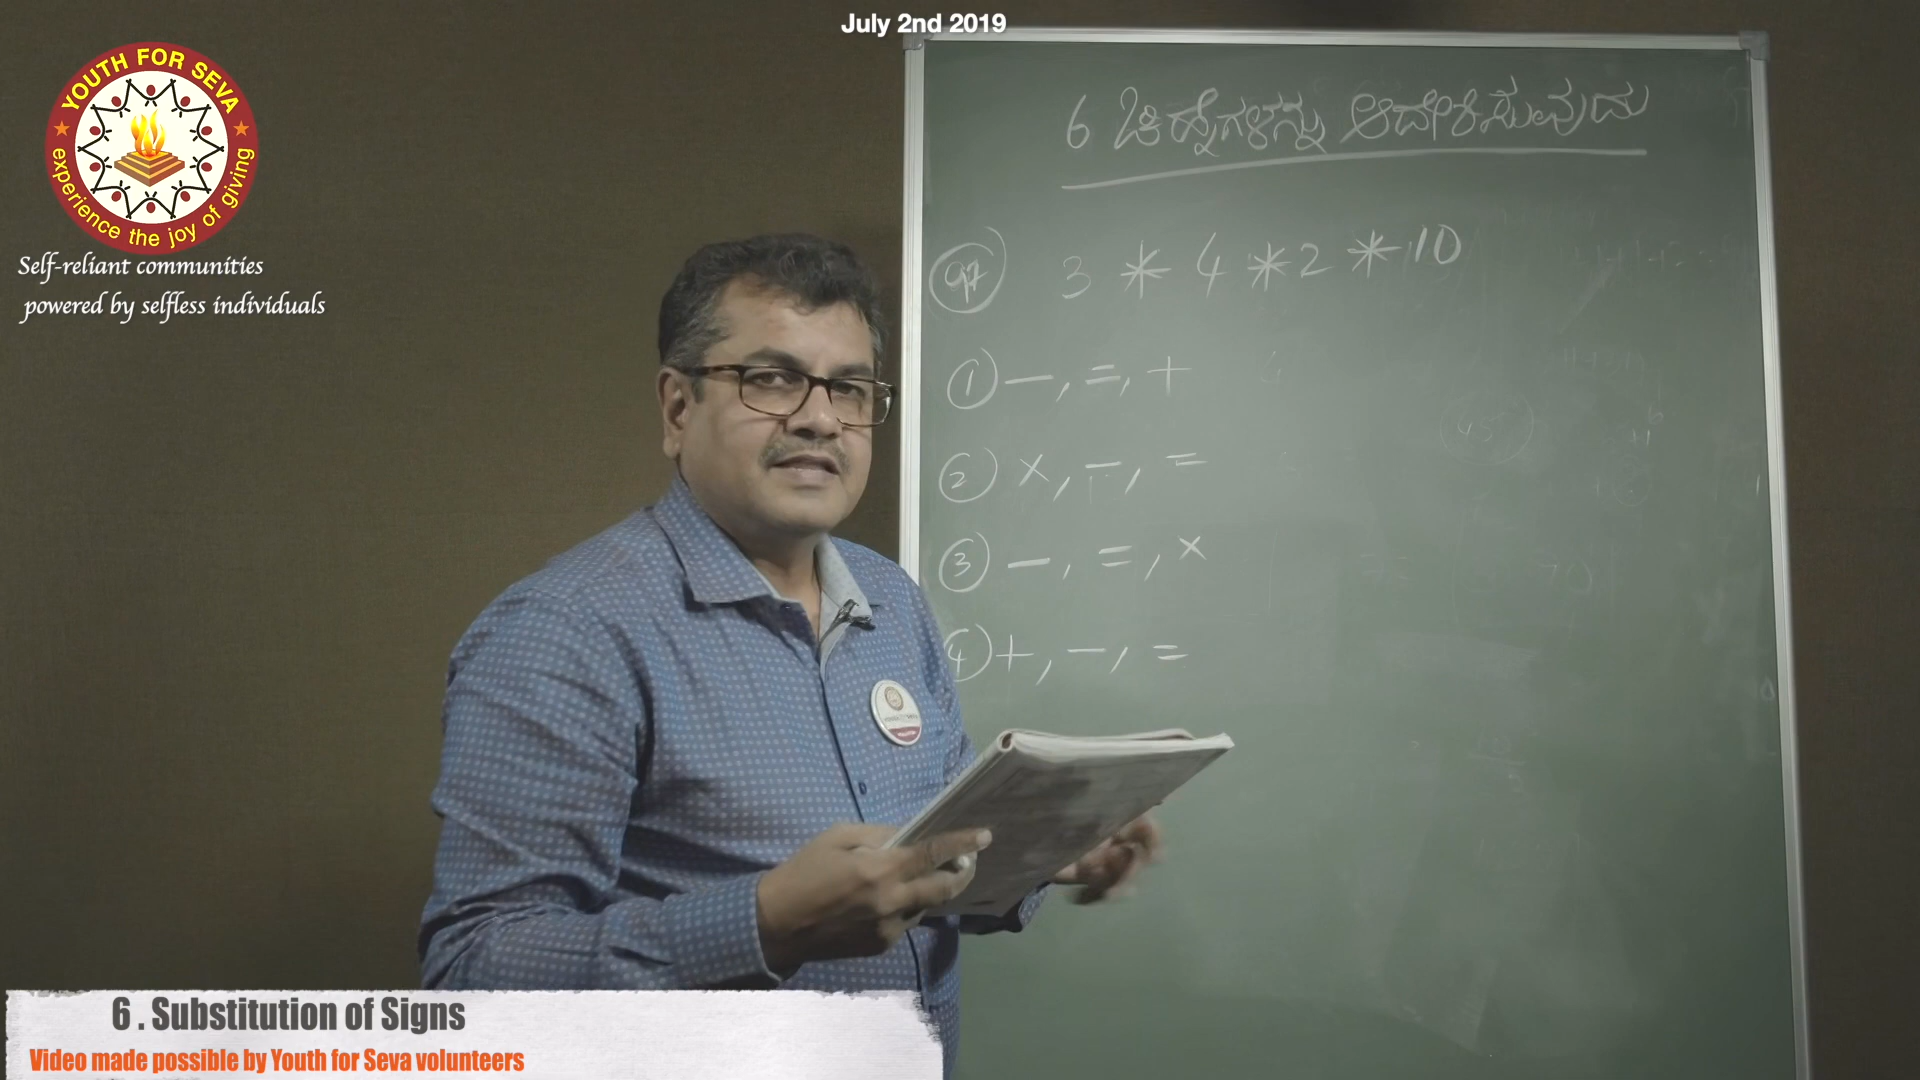 July 2nd 2019
YOUTH FOR SEVA
experience the joy of giving
Self-reliant communities
powered by selfless individuals
6 ಚಿಹ್ನೆಗಳನ್ನು ಆದೇಶಿಸುವುದು
97 3 * 4 * 2 * 10
1 −, =, +
2 ×, −, =
3 −, =, ×
4 +, −, =
6 . Substitution of Signs
Video made possible by Youth for Seva volunteers